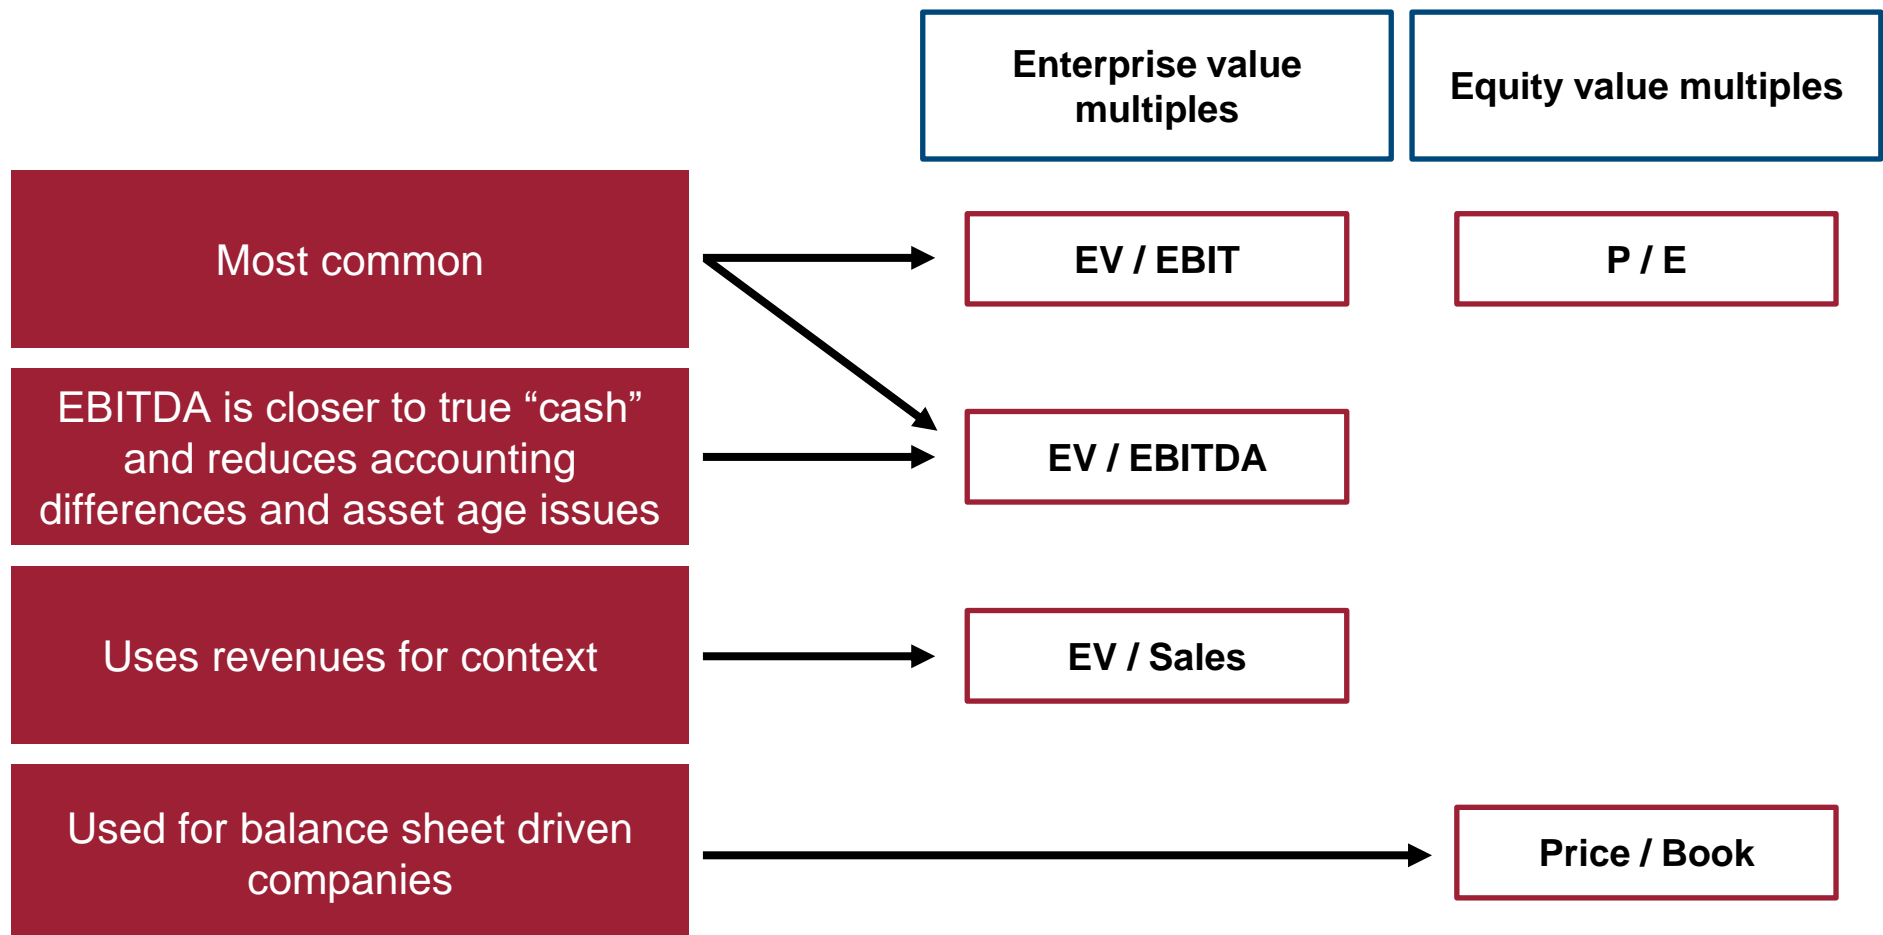 Enterprise value
multiples
Equity value multiples
Most common
EV / EBIT
P / E
EBITDA is closer to true “cash”
and reduces accounting
differences and asset age issues
EV / EBITDA
Uses revenues for context
EV / Sales
Used for balance sheet driven
companies
Price / Book